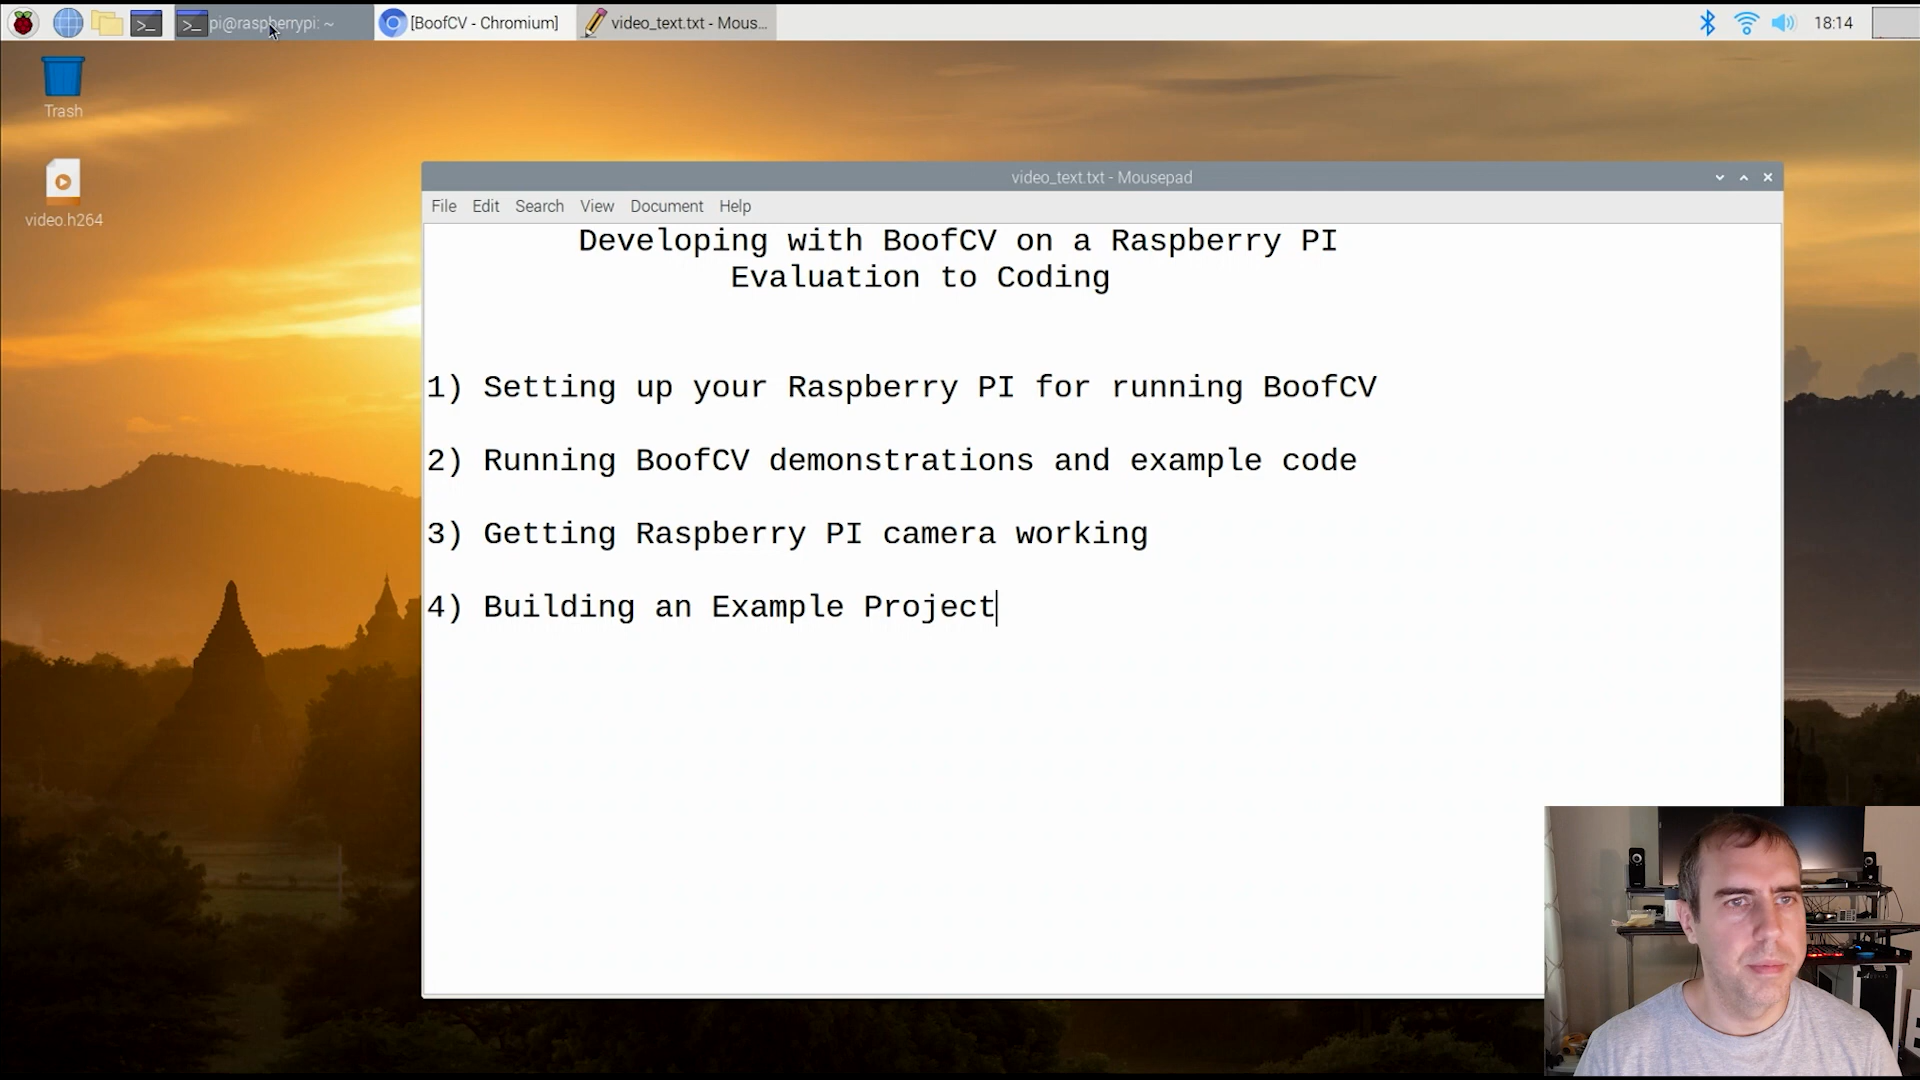 pi@raspberrypi: ~
[BoofCV - Chromium]
video_text.txt - Mous...
18:14
Trash
video.h264
video_text.txt - Mousepad
File Edit Search View Document Help
Developing with BoofCV on a Raspberry PI
Evaluation to Coding
1) Setting up your Raspberry PI for running BoofCV
2) Running BoofCV demonstrations and example code
3) Getting Raspberry PI camera working
4) Building an Example Project